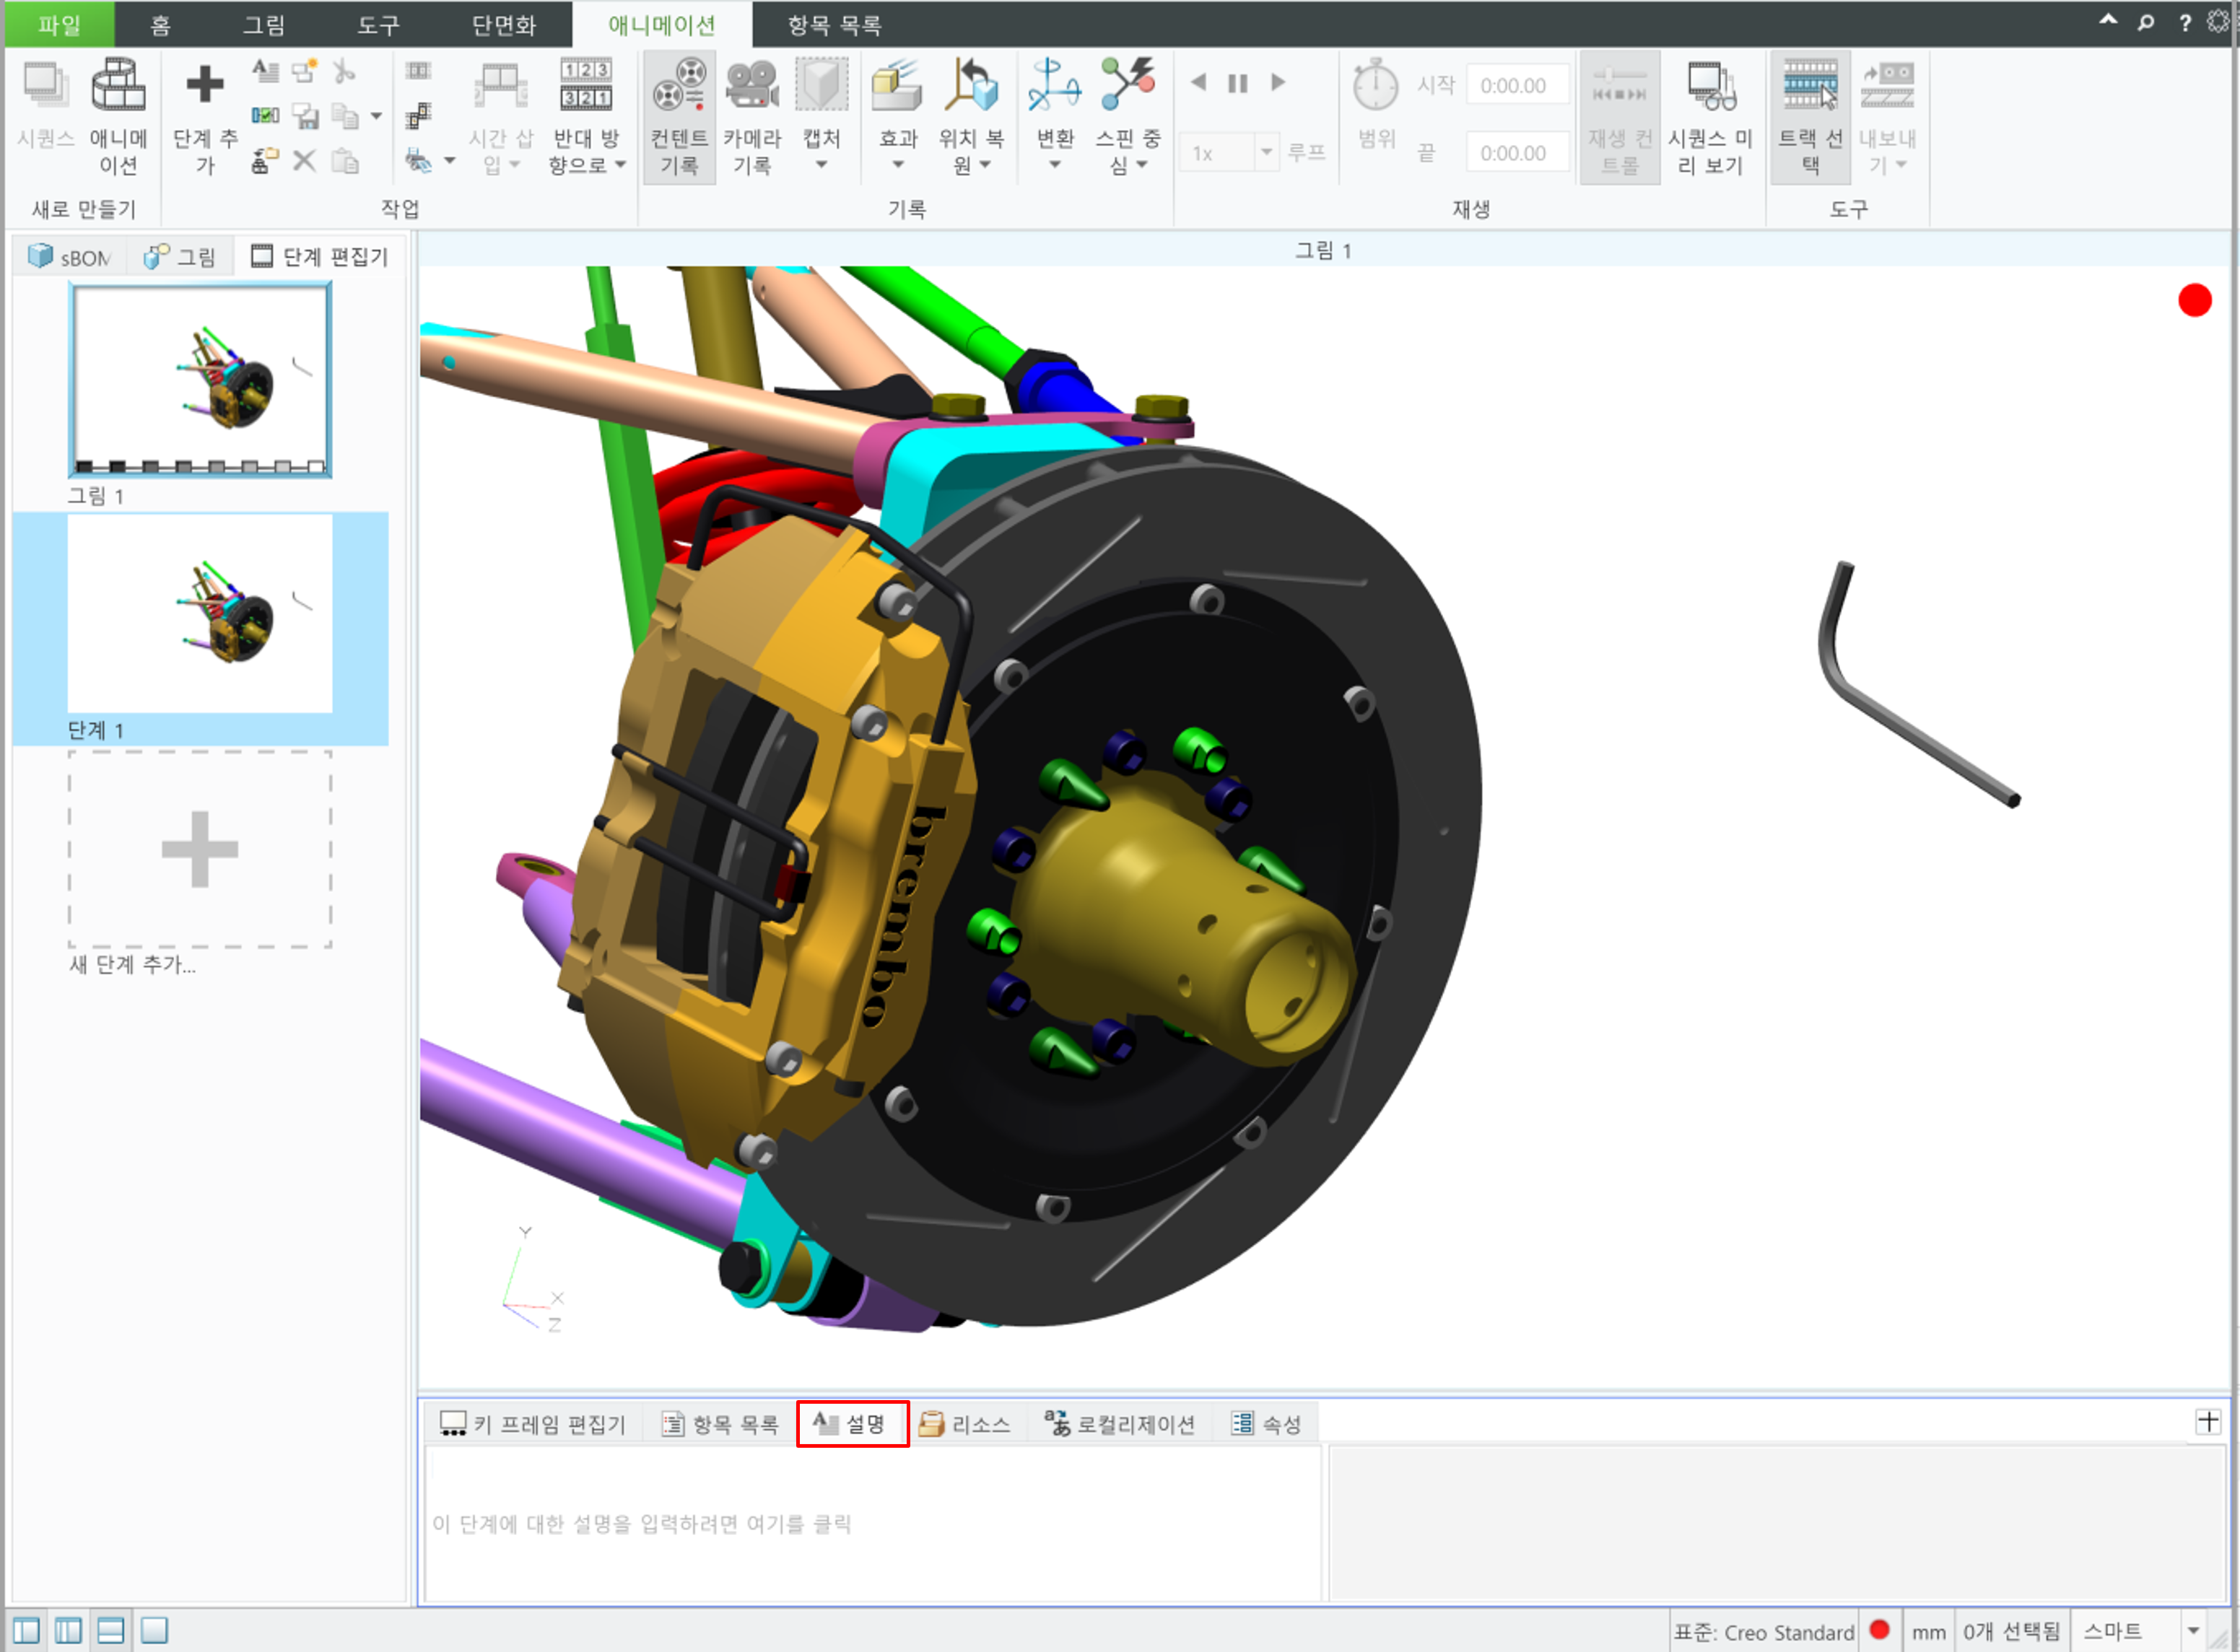 파일 홈 그림 도구 단면화 애니메이션 항목 목록
시퀀스 애니메
이션
단계 추
가
시간 삽
입
반대 방
향으로
컨텐트
기록
카메라
기록
캡처
효과
위치 복
원
변환
스핀 중
심
1x 루프
범위
시작 0:00.00
끝 0:00.00
재생 컨
트롤
시퀀스 미
리 보기
트랙 선
택
내보내
기
새로 만들기 작업 기록 재생 도구
sBOM 그림 단계 편집기
그림 1
그림 1
단계 1
새 단계 추가...
brembo
Y
X
Z
키 프레임 편집기 항목 목록 설명 리소스 로컬리제이션 속성
이 단계에 대한 설명을 입력하려면 여기를 클릭
표준: Creo Standard mm 0개 선택됨 스마트